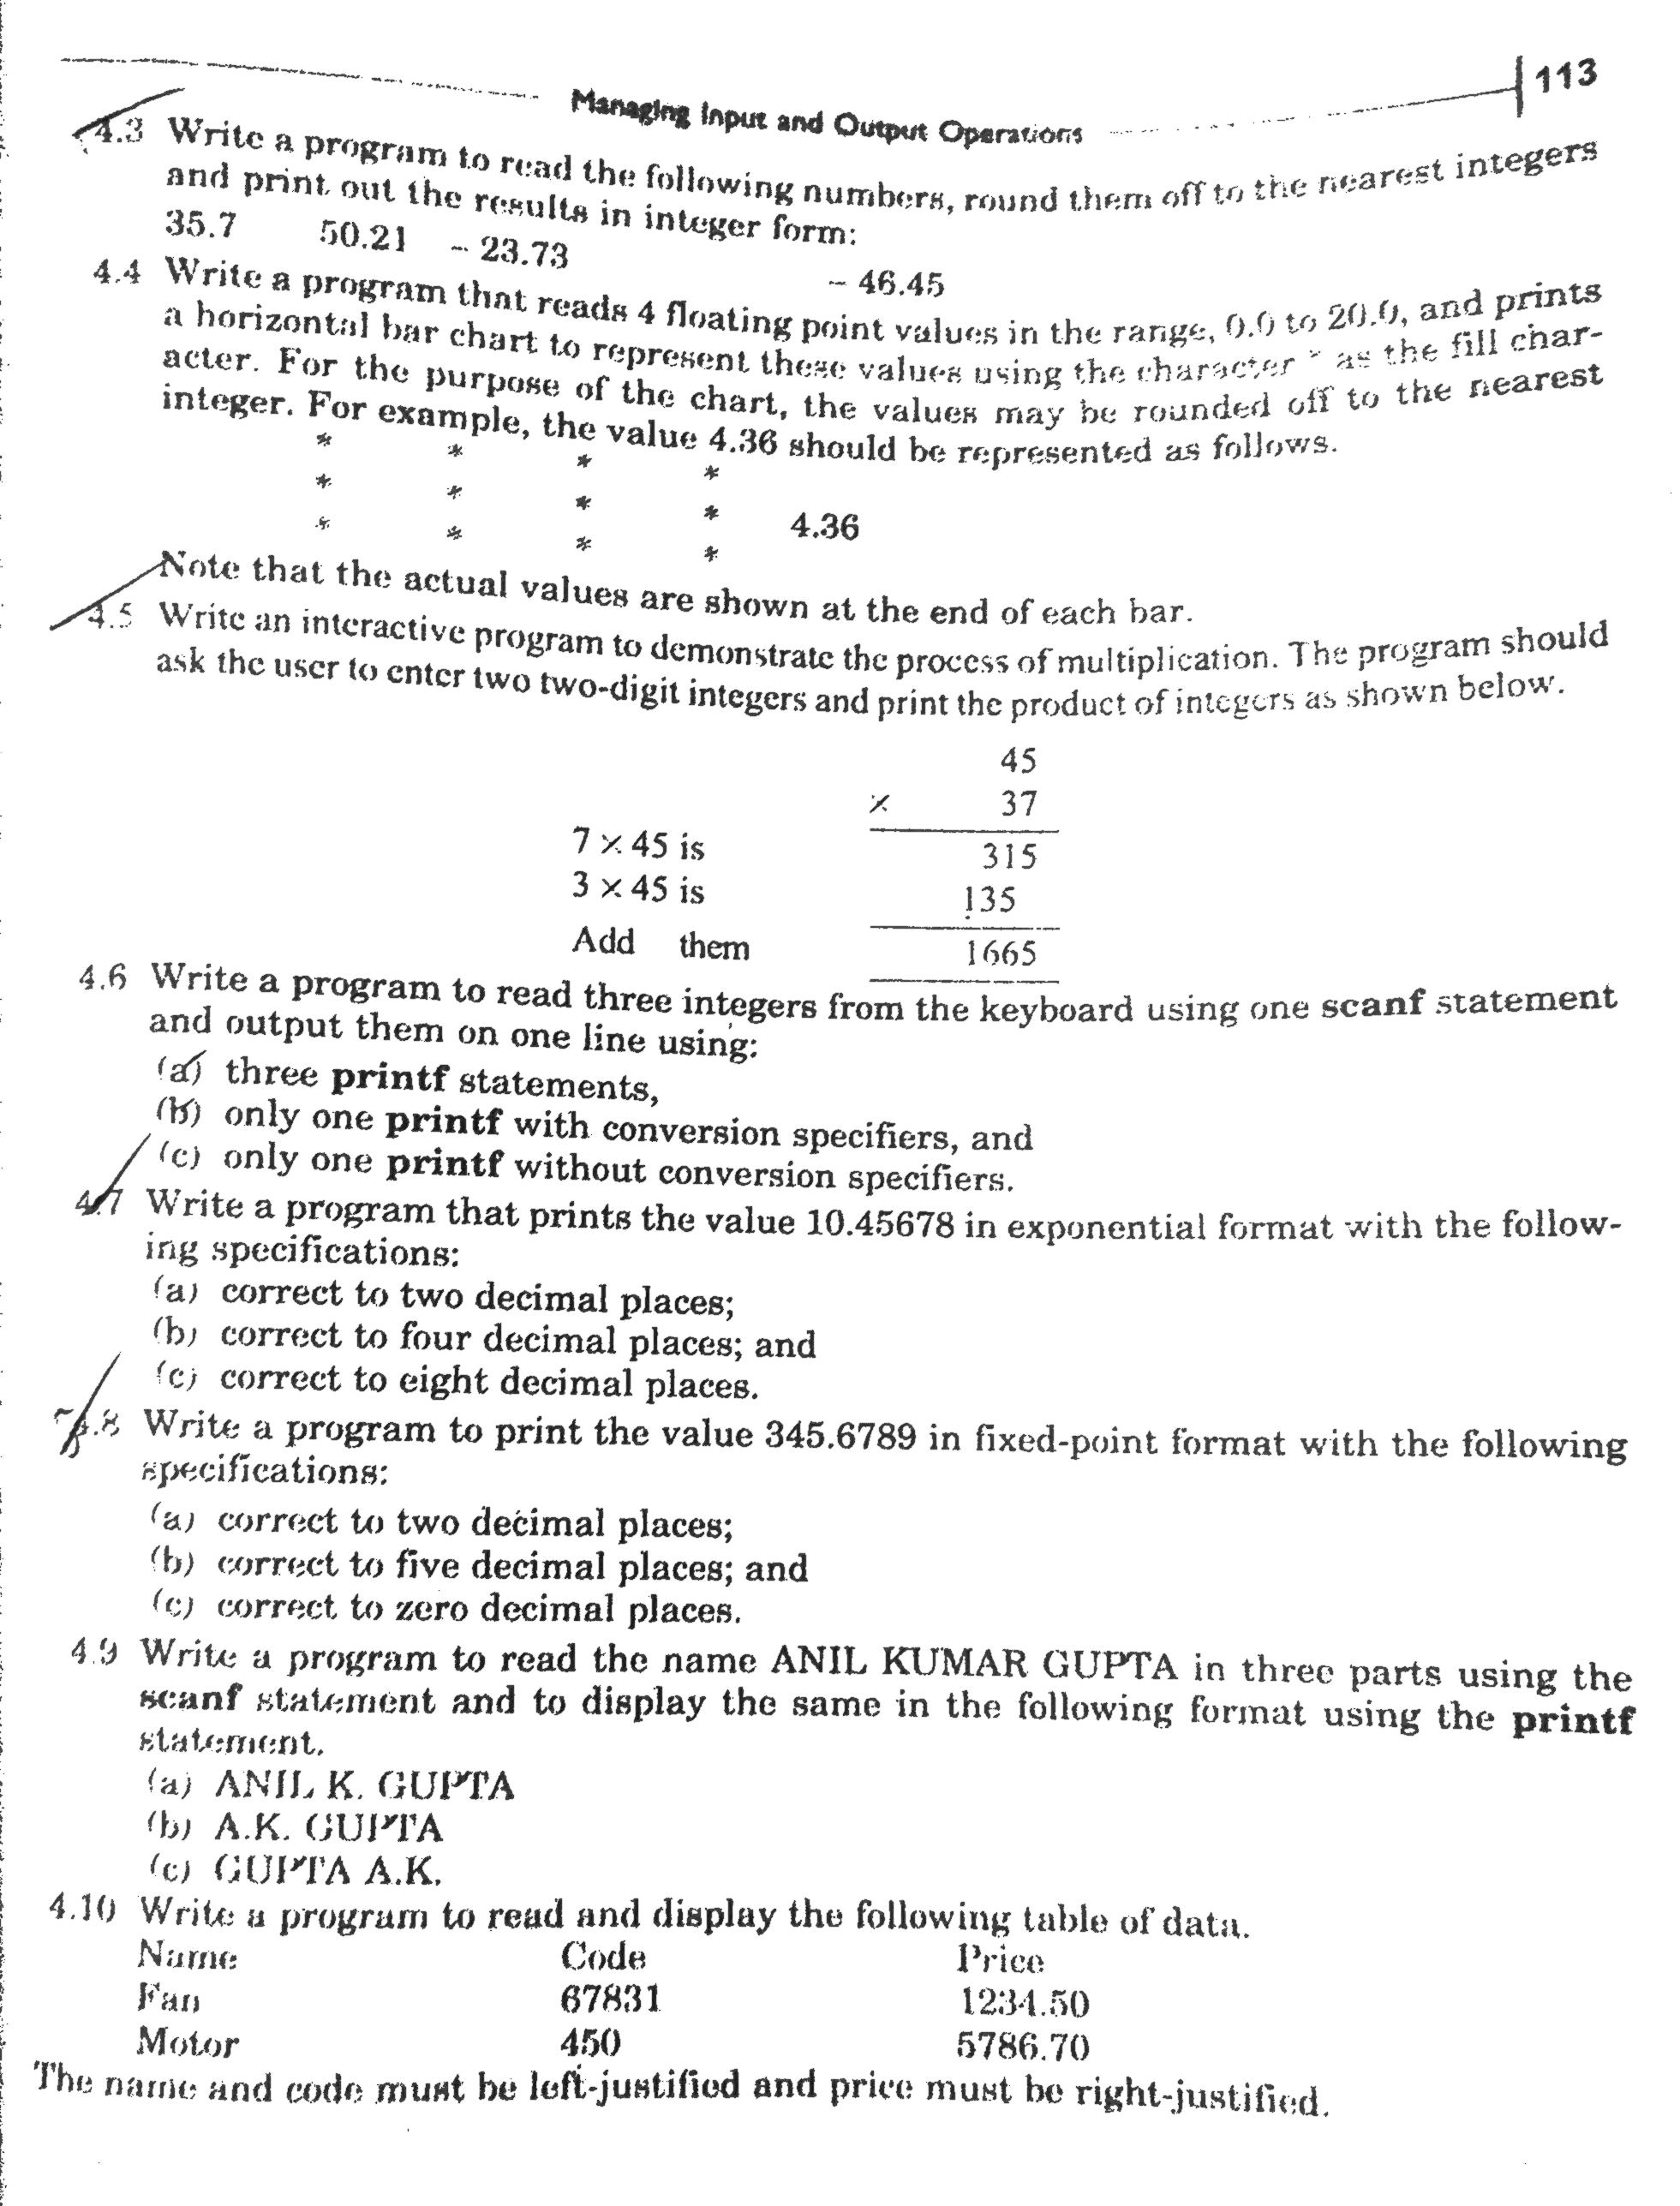 Managing Input and Output Operations 113
4.3 Write a program to read the following numbers, round them off to the nearest integers
and print out the results in integer form:
35.7 50.21 – 23.73 – 46.45
4.4 Write a program that reads 4 floating point values in the range, 0.0 to 20.0, and prints
a horizontal bar chart to represent these values using the character * as the fill char-
acter. For the purpose of the chart, the values may be rounded off to the nearest
integer. For example, the value 4.36 should be represented as follows.
* * * *
* * * * 4.36
* * * *
Note that the actual values are shown at the end of each bar.
4.5 Write an interactive program to demonstrate the process of multiplication. The program should
ask the user to enter two two-digit integers and print the product of integers as shown below.
45
× 37
7 × 45 is 315
3 × 45 is 135
Add them 1665
4.6 Write a program to read three integers from the keyboard using one scanf statement
and output them on one line using:
(a) three printf statements,
(b) only one printf with conversion specifiers, and
(c) only one printf without conversion specifiers.
4.7 Write a program that prints the value 10.45678 in exponential format with the follow-
ing specifications:
(a) correct to two decimal places;
(b) correct to four decimal places; and
(c) correct to eight decimal places.
4.8 Write a program to print the value 345.6789 in fixed-point format with the following
specifications:
(a) correct to two decimal places;
(b) correct to five decimal places; and
(c) correct to zero decimal places.
4.9 Write a program to read the name ANIL KUMAR GUPTA in three parts using the
scanf statement and to display the same in the following format using the printf
statement.
(a) ANIL K. GUPTA
(b) A.K. GUPTA
(c) GUPTA A.K.
4.10 Write a program to read and display the following table of data.
Name Code Price
Fan 67831 1234.50
Motor 450 5786.70
The name and code must be left-justified and price must be right-justified.